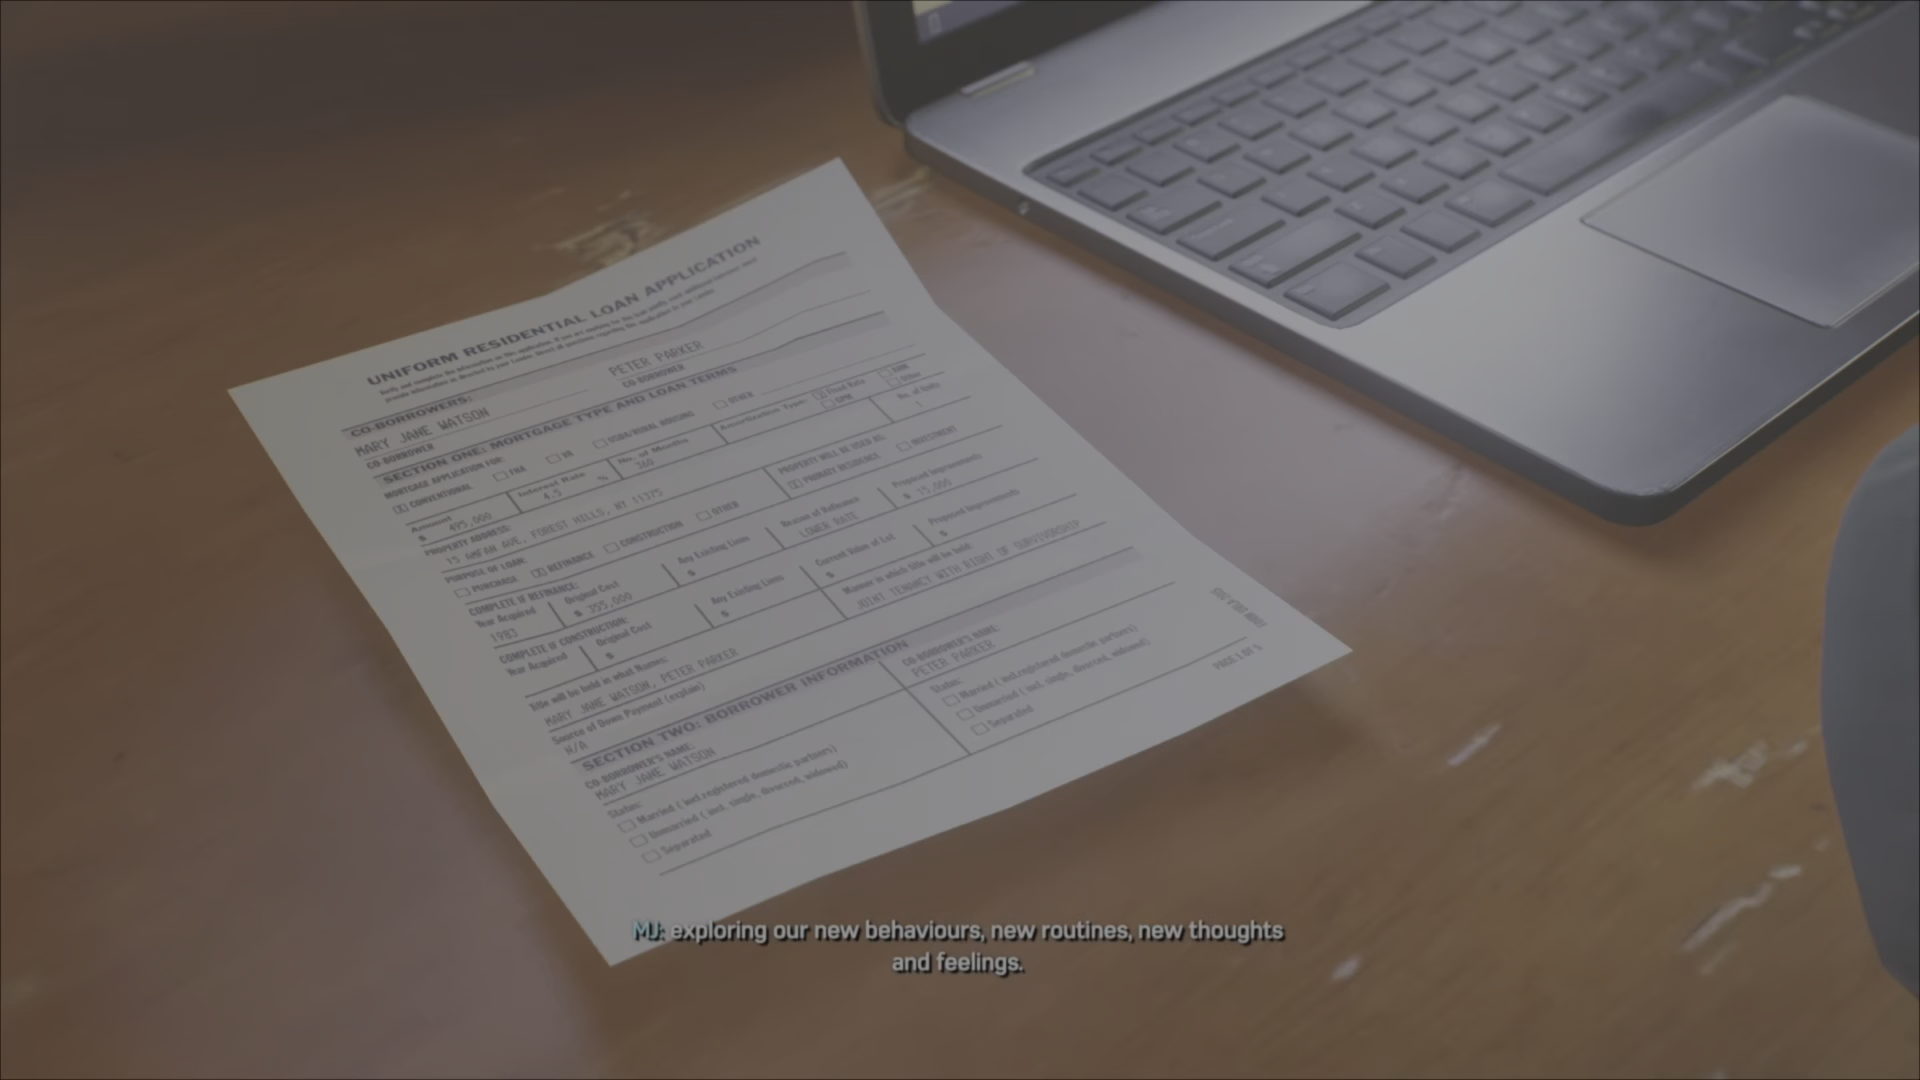 UNIFORM RESIDENTIAL LOAN APPLICATION
CO-BORROWERS:
MARY JANE WATSON
PETER PARKER
CO-BORROWER
CO-BORROWER
SECTION ONE: MORTGAGE TYPE AND LOAN TERMS
MORTGAGE APPLICATION FOR:
CONVENTIONAL
FHA
VA
USDA/RURAL HOUSING
OTHER
Amount
$ 495,000
Interest Rate
4.5 %
No. of Months
360
Amortization Type:
Fixed Rate
GPM
ARM
Other
No. of Units
1
PROPERTY ADDRESS:
AVE, FOREST HILLS, NY 11375
PROPERTY WILL BE USED AS:
PRIMARY RESIDENCE
INVESTMENT
PURPOSE OF LOAN:
PURCHASE
REFINANCE
CONSTRUCTION
OTHER
COMPLETE IF REFINANCE:
Year Acquired
1983
Original Cost
$ 355,000
Any Existing Liens
$
Reason of Refinance
LOWER RATE
Proposed Improvements
$ 15,000
COMPLETE IF CONSTRUCTION:
Year Acquired
Original Cost
$
Any Existing Liens
$
Current Value of Lot
$
Proposed Improvements
$
Title will be held in what Names:
MARY JANE WATSON, PETER PARKER
Manner in which title will be held:
JOINT TENANCY WITH RIGHT OF SURVIVORSHIP
Source of Down Payment (explain)
N/A
SECTION TWO: BORROWER INFORMATION
CO-BORROWER'S NAME:
MARY JANE WATSON
Status:
Married ( incl.registered domestic partners)
Unmarried ( incl. single, divorced, widowed)
Separated
CO-BORROWER'S NAME:
PETER PARKER
Status:
Married ( incl.registered domestic partners)
Unmarried ( incl. single, divorced, widowed)
Separated
PAGE 1 OF 5
MJ: exploring our new behaviours, new routines, new thoughts
and feelings.